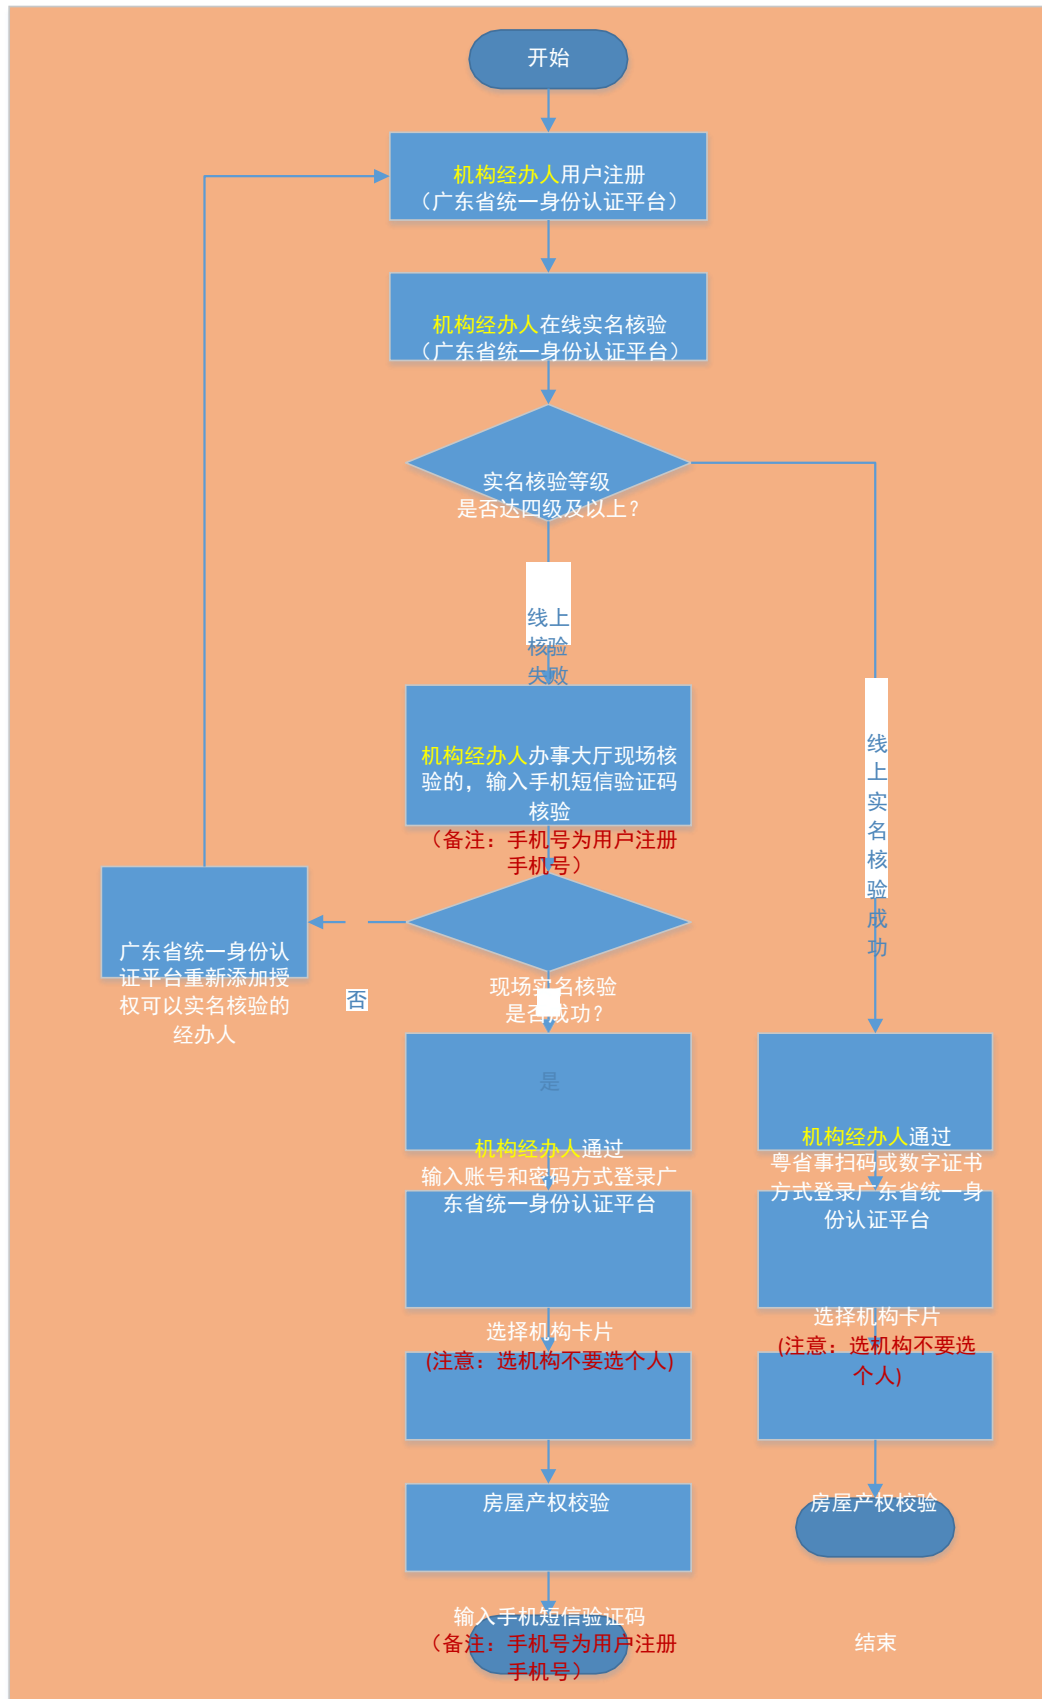 开始
机构经办人用户注册
（广东省统一身份认证平台）
机构经办人在线实名核验
（广东省统一身份认证平台）
实名核验等级
是否达四级及以上？
线上
核验
失败
线
上
实
名
核
验
成
功
机构经办人办事大厅现场核
验的，输入手机短信验证码
核验
（备注：手机号为用户注册
手机号）
广东省统一身份认
证平台重新添加授
权可以实名核验的
经办人
否
现场实名核验
是否成功？
是
机构经办人通过
输入账号和密码方式登录广
东省统一身份认证平台
机构经办人通过
粤省事扫码或数字证书
方式登录广东省统一身
份认证平台
选择机构卡片
(注意：选机构不要选个人)
选择机构卡片
(注意：选机构不要选
个人)
房屋产权校验
房屋产权校验
输入手机短信验证码
（备注：手机号为用户注册
手机号）
结束